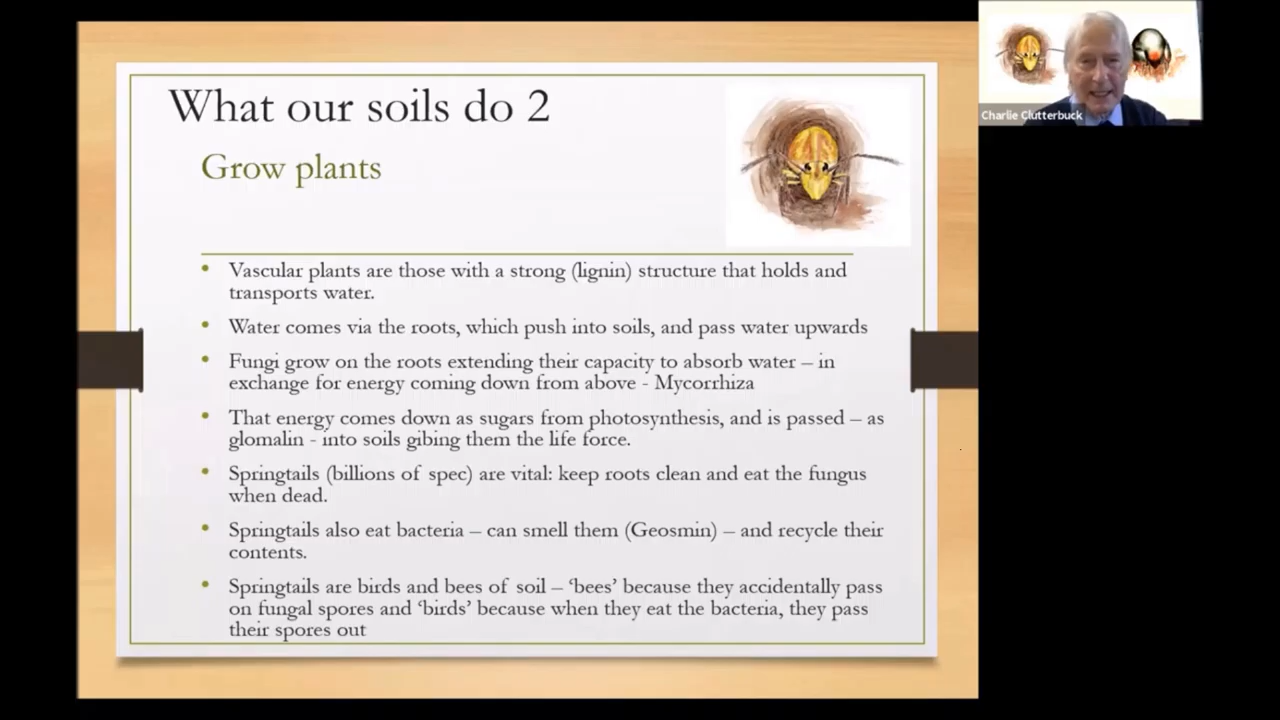 What our soils do 2
Grow plants
• Vascular plants are those with a strong (lignin) structure that holds and
transports water.
• Water comes via the roots, which push into soils, and pass water upwards
• Fungi grow on the roots extending their capacity to absorb water – in
exchange for energy coming down from above - Mycorrhiza
• That energy comes down as sugars from photosynthesis, and is passed – as
glomalin - into soils gibing them the life force.
• Springtails (billions of spec) are vital: keep roots clean and eat the fungus
when dead.
• Springtails also eat bacteria – can smell them (Geosmin) – and recycle their
contents.
• Springtails are birds and bees of soil – ‘bees’ because they accidentally pass
on fungal spores and ‘birds’ because when they eat the bacteria, they pass
their spores out
Charlie Clutterbuck